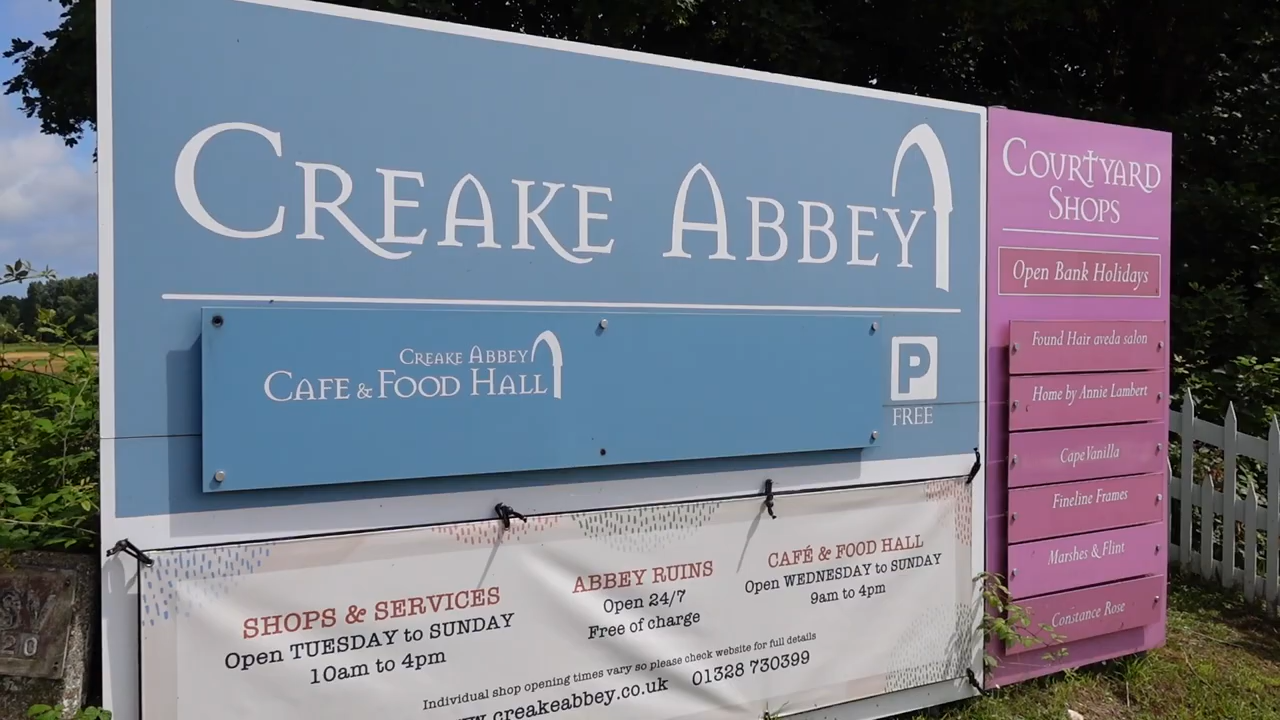 CREAKE ABBEY
CREAKE ABBEY
CAFE & FOOD HALL
P
FREE
COURTYARD
SHOPS
Open Bank Holidays
Found Hair aveda salon
Home by Annie Lambert
CapeVanilla
Fineline Frames
Marshes & Flint
Constance Rose
SHOPS & SERVICES
Open TUESDAY to SUNDAY
10am to 4pm
ABBEY RUINS
Open 24/7
Free of charge
CAFÉ & FOOD HALL
Open WEDNESDAY to SUNDAY
9am to 4pm
Individual shop opening times vary so please check website for full details
www.creakeabbey.co.uk 01328 730399
20